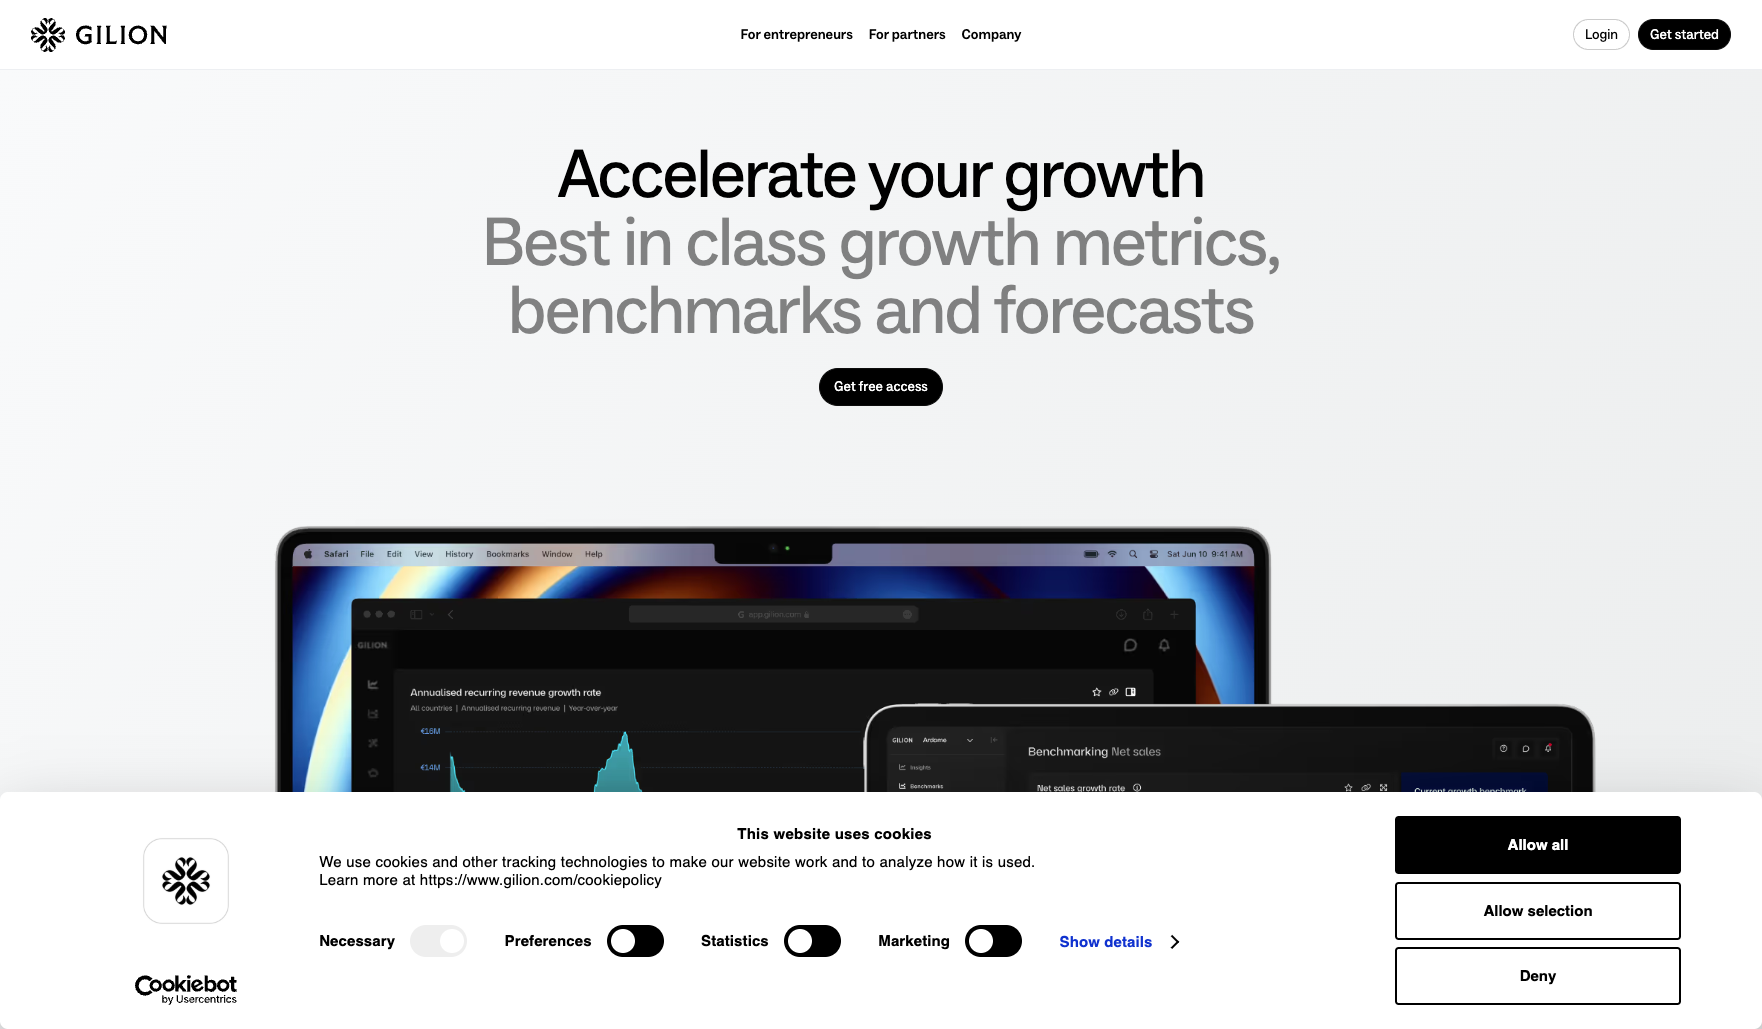 GILION
For entrepreneurs
For partners
Company
Login
Get started
Accelerate your growth
Best in class growth metrics,
benchmarks and forecasts
Get free access
Safari File Edit View History Bookmarks Window Help
Sat Jun 10 9:41 AM
app.gilion.com
GILION
Annualised recurring revenue growth rate
All countries | Annualised recurring revenue | Year-over-year
€16M
€14M
GILION
Ardome
Benchmarking Net sales
Insights
Benchmarks
Net sales growth rate
Current growth benchmark
This website uses cookies
We use cookies and other tracking technologies to make our website work and to analyze how it is used.
Learn more at https://www.gilion.com/cookiepolicy
Necessary
Preferences
Statistics
Marketing
Show details
Allow all
Allow selection
Deny
Cookiebot
by Usercentrics